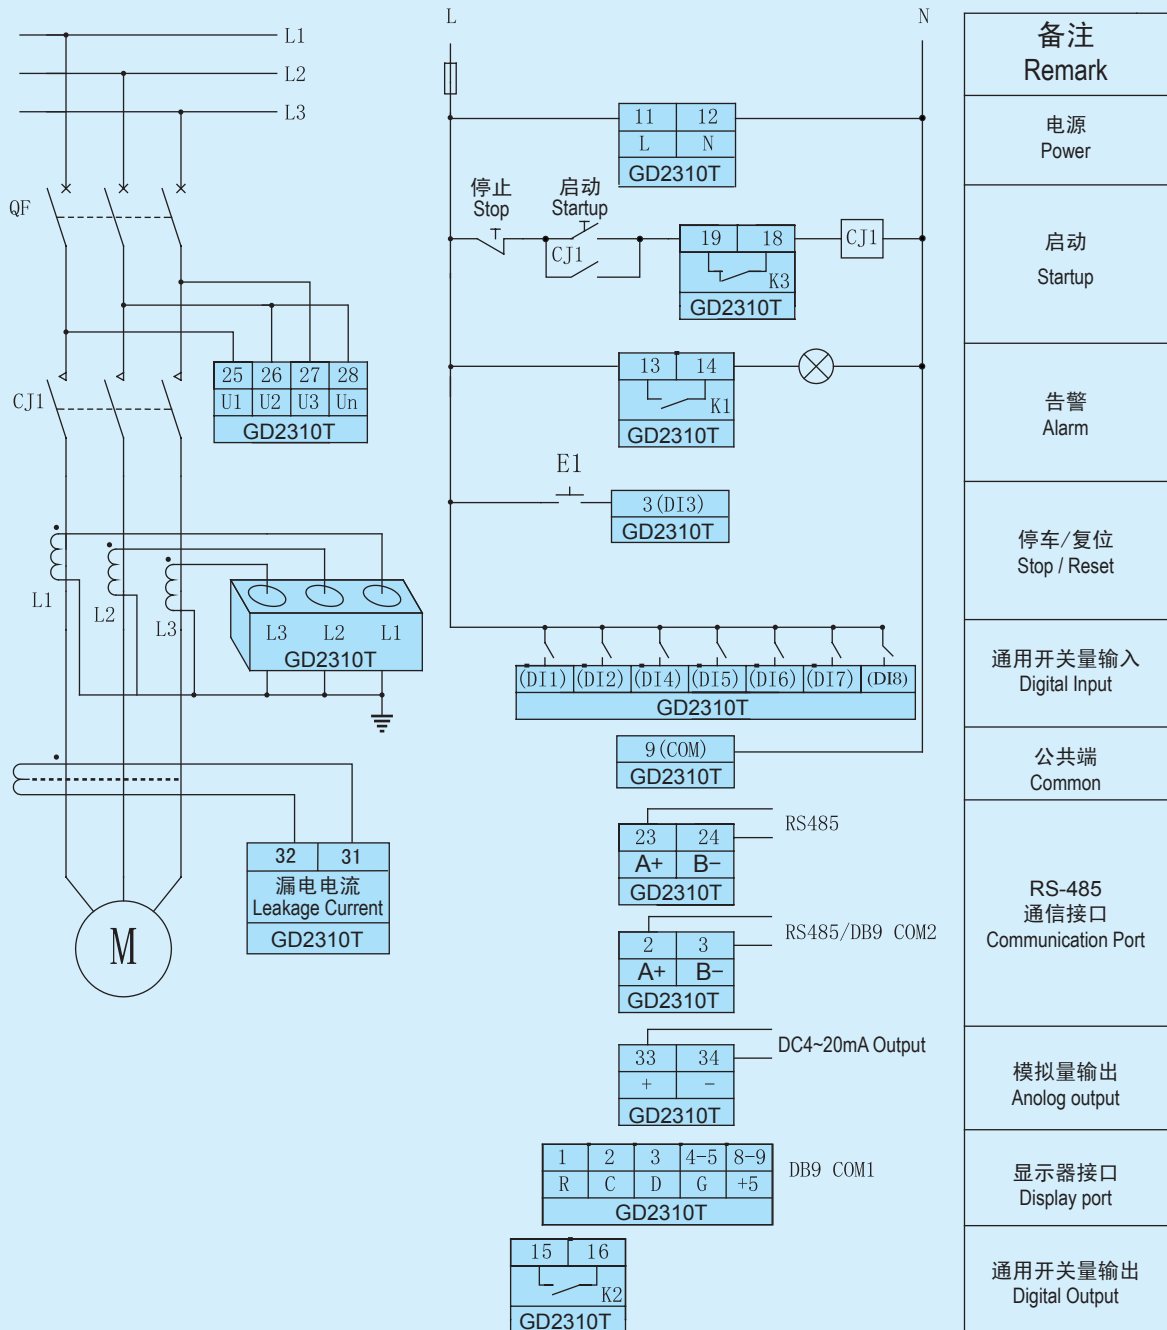 L1
L2
L3
QF
25 26 27 28
U1 U2 U3 Un
GD2310T
CJ1
L1
L2
L3
L3 L2 L1
GD2310T
32 31
漏电电流
Leakage Current
GD2310T
M
L
N
11 12
L N
GD2310T
停止
Stop
启动
Startup
CJ1
19 18
K3
GD2310T
CJ1
13 14
K1
GD2310T
E1
3(DI3)
GD2310T
(DI1) (DI2) (DI4) (DI5) (DI6) (DI7) (DI8)
GD2310T
9(COM)
GD2310T
RS485
23 24
A+ B−
GD2310T
RS485/DB9 COM2
2 3
A+ B−
GD2310T
DC4~20mA Output
33 34
+ −
GD2310T
1 2 3 4-5 8-9
R C D G +5
GD2310T
DB9 COM1
15 16
K2
GD2310T
备注
Remark
电源
Power
启动
Startup
告警
Alarm
停车/复位
Stop / Reset
通用开关量输入
Digital Input
公共端
Common
RS-485
通信接口
Communication Port
模拟量输出
Anolog output
显示器接口
Display port
通用开关量输出
Digital Output